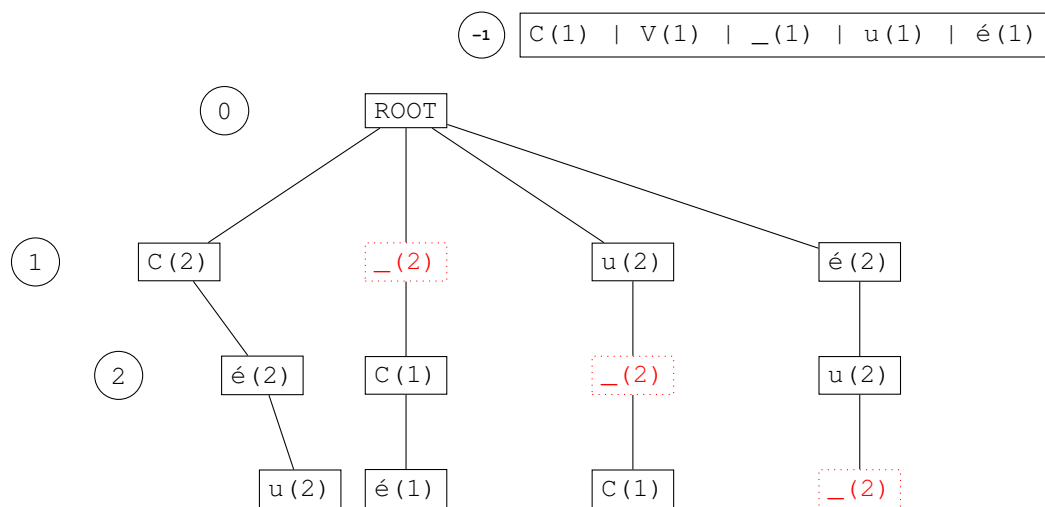 -1 C(1) | V(1) | _(1) | u(1) | é(1)
0 ROOT
1 C(2) _(2) u(2) é(2)
2 é(2) C(1) _(2) u(2)
u(2) é(1) C(1) _(2)